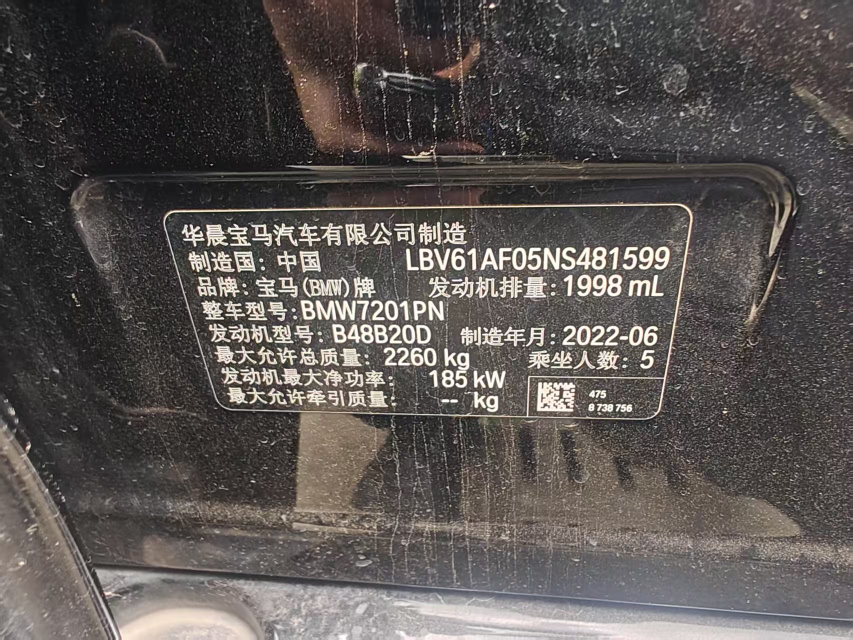 华晨宝马汽车有限公司制造
制造国: 中国 LBV61AF05NS481599
品牌: 宝马(BMW)牌 发动机排量: 1998 mL
整车型号: BMW7201PN
发动机型号: B48B20D 制造年月: 2022-06
最大允许总质量: 2260 kg 乘坐人数: 5
发动机最大净功率: 185 kW
最大允许牵引质量: -- kg
475
8 738 756